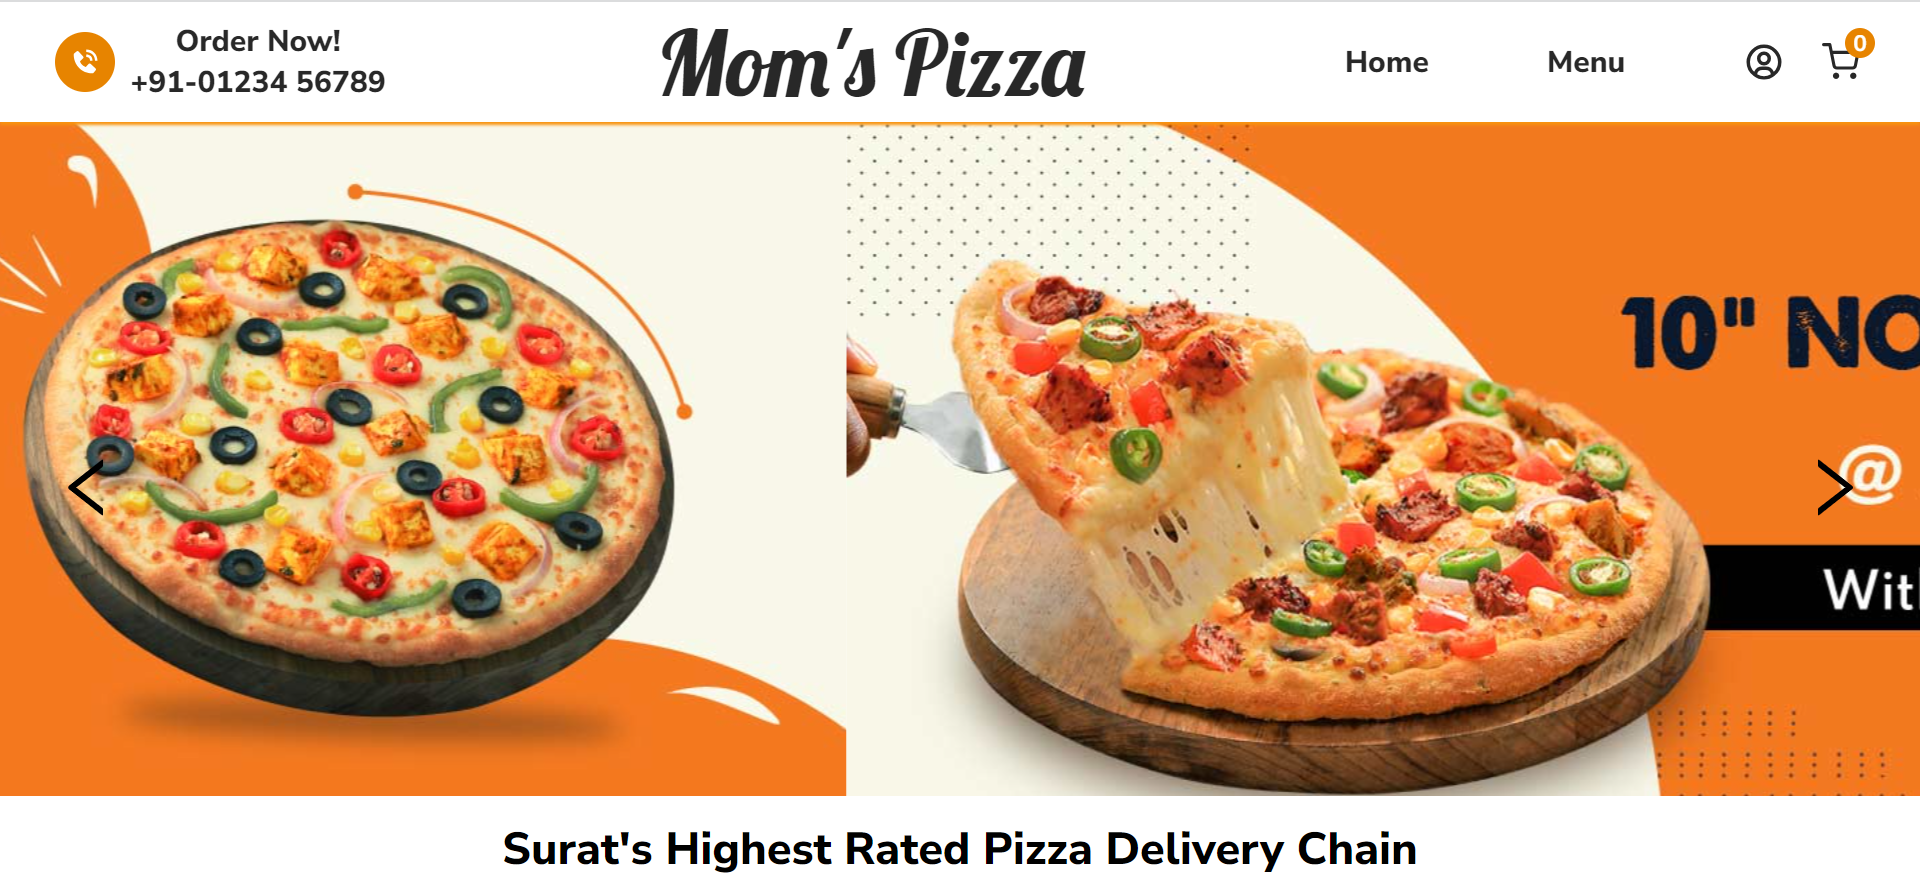 Order Now!
+91-01234 56789
Mom's Pizza
Home
Menu
0
10" NO
@
Wit
Surat's Highest Rated Pizza Delivery Chain